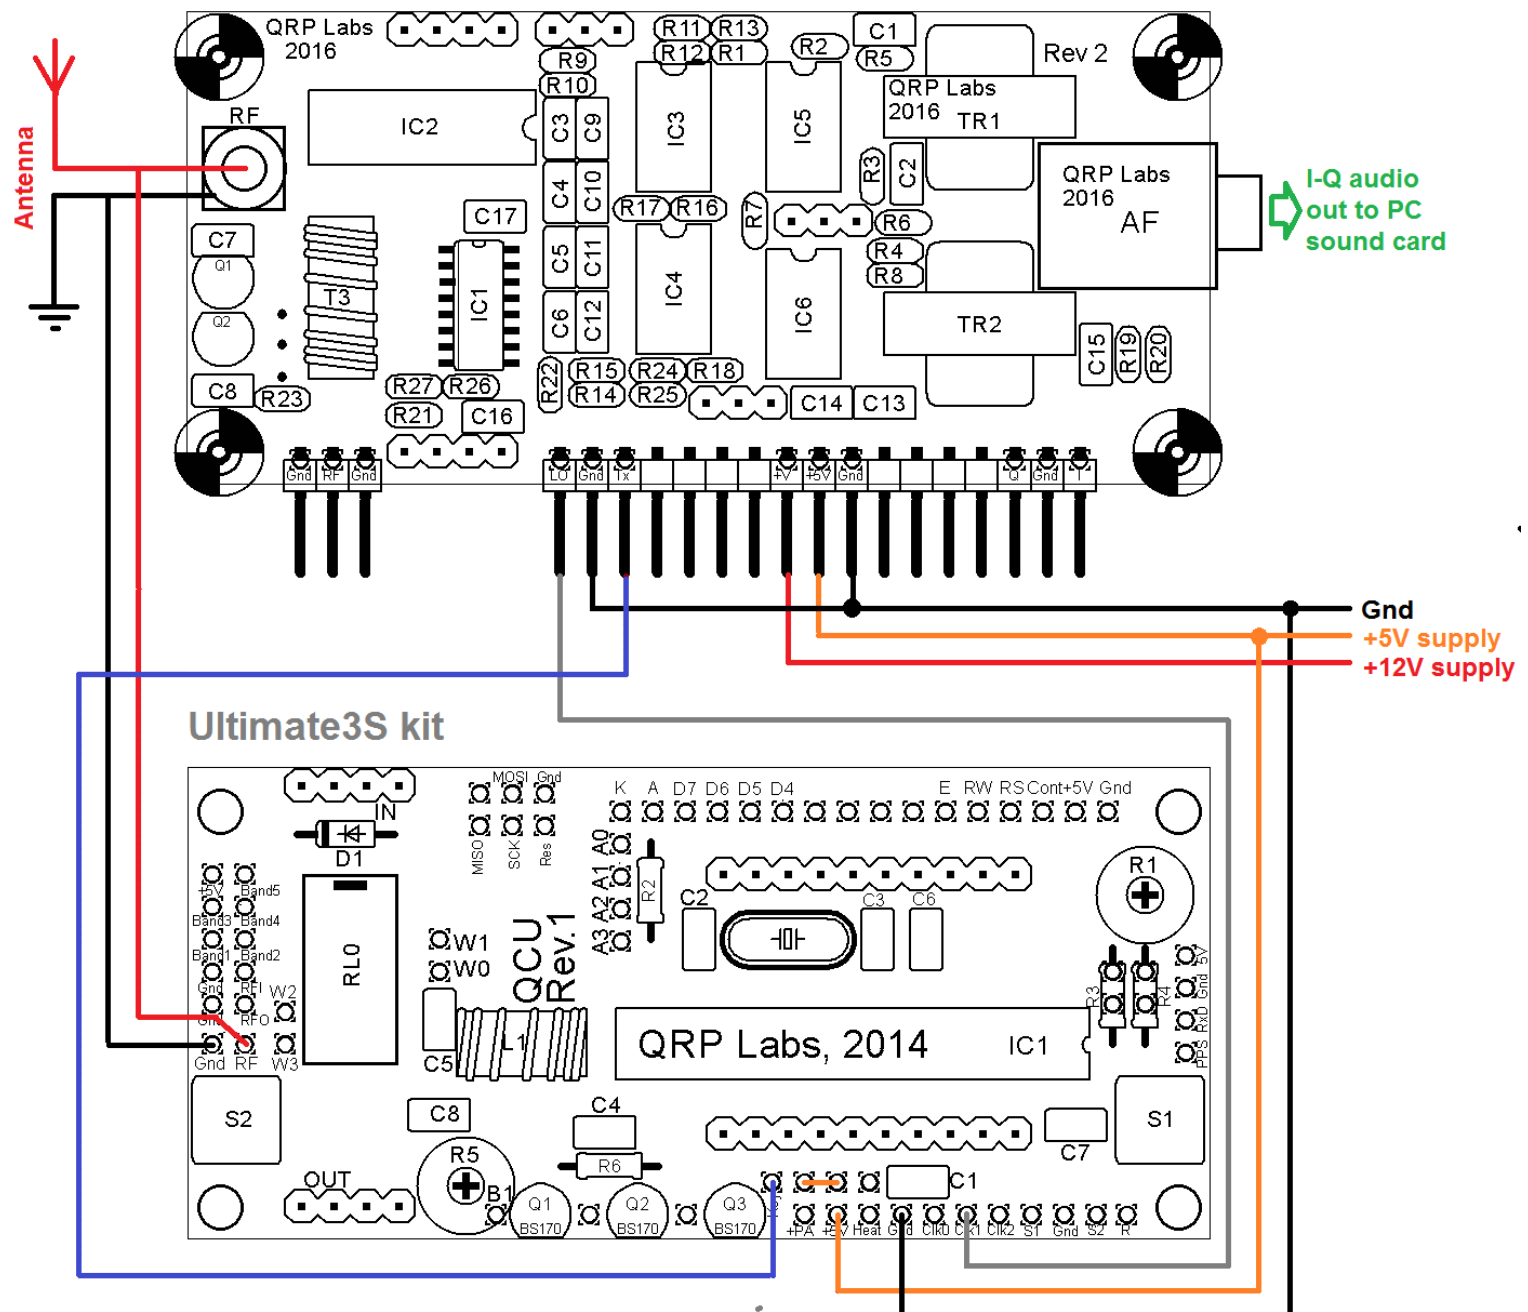 QRP Labs
2016
R11 R13
R12 R1
R2
C1
R5
Rev 2
R9
R10
RF
Antenna
IC2
C3 C9
IC3
IC5
QRP Labs
2016
TR1
R3
C2
QRP Labs
2016
AF
I-Q audio
out to PC
sound card
C4 C10
C17
R17 R16
R7
R6
C7
Q1
T3
IC1
C5 C11
R4
R8
IC4
IC6
Q2
C6 C12
TR2
C15 R19 R20
C8
R23
R27 R26
R21
C16
R22
R15 R24 R18
R14 R25
C14 C13
Gnd RF Gnd
LO Gnd Tx +V +5V Gnd Q Gnd I
Gnd
+5V supply
+12V supply
Ultimate3S kit
IN
D1
MOSI Gnd
MISO SCK Res
K A D7 D6 D5 D4 E RW RS Cont +5V Gnd
A0
A1
A2
A3
R2
R1
+5V Band5
Band3 Band4
Band1 Band2
Gnd RFI
Gnd RFO
Gnd RF
W2
W3
RL0
W1
W0
QCU
Rev.1
C2
C3 C6
5V
Gnd
RxD
PPS
R3 R4
C5
L1
QRP Labs, 2014
IC1
S2
C8
C4
R6
C7
S1
R5
OUT
B1
Q1
BS170
Q2
BS170
Q3
BS170
C1
+PA +5V Heat Gnd Clk0 Clk1 Clk2 S1 Gnd S2 R